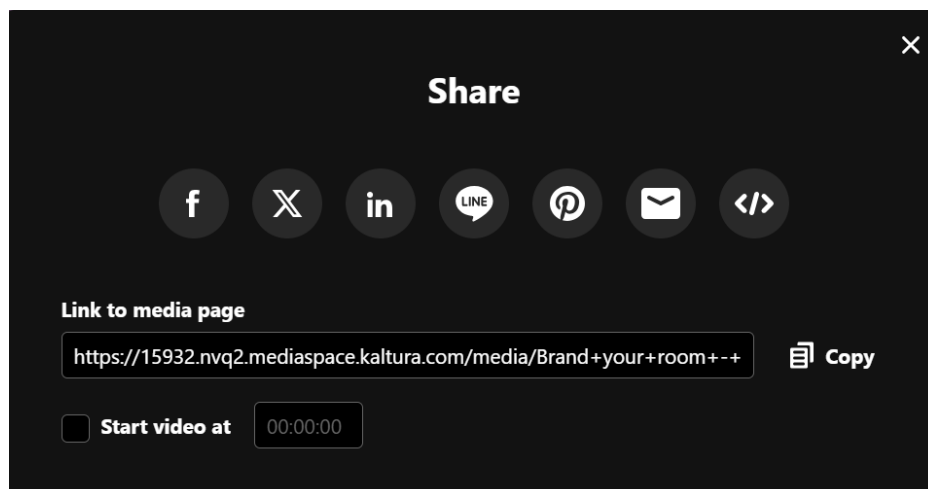 Share
f X in LINE </>
Link to media page
https://15932.nvq2.mediaspace.kaltura.com/media/Brand+your+room+-+
Copy
Start video at
00:00:00